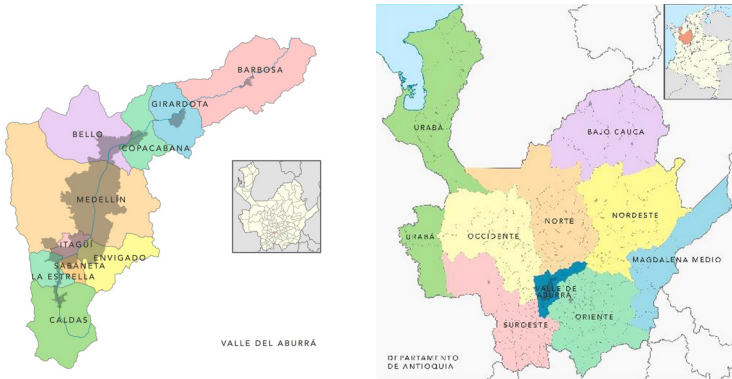 BARBOSA
GIRARDOTA
BELLO
COPACABANA
MEDELLÍN
ITAGÜÍ
ENVIGADO
SABANETA
LA ESTRELLA
CALDAS
VALLE DEL ABURRÁ
URABÁ
BAJO CAUCA
NORDESTE
NORTE
OCCIDENTE
URABÁ
MAGDALENA MEDIO
VALLE DE
ABURRÁ
ORIENTE
SUROESTE
DEPARTAMENTO
DE ANTIOQUIA